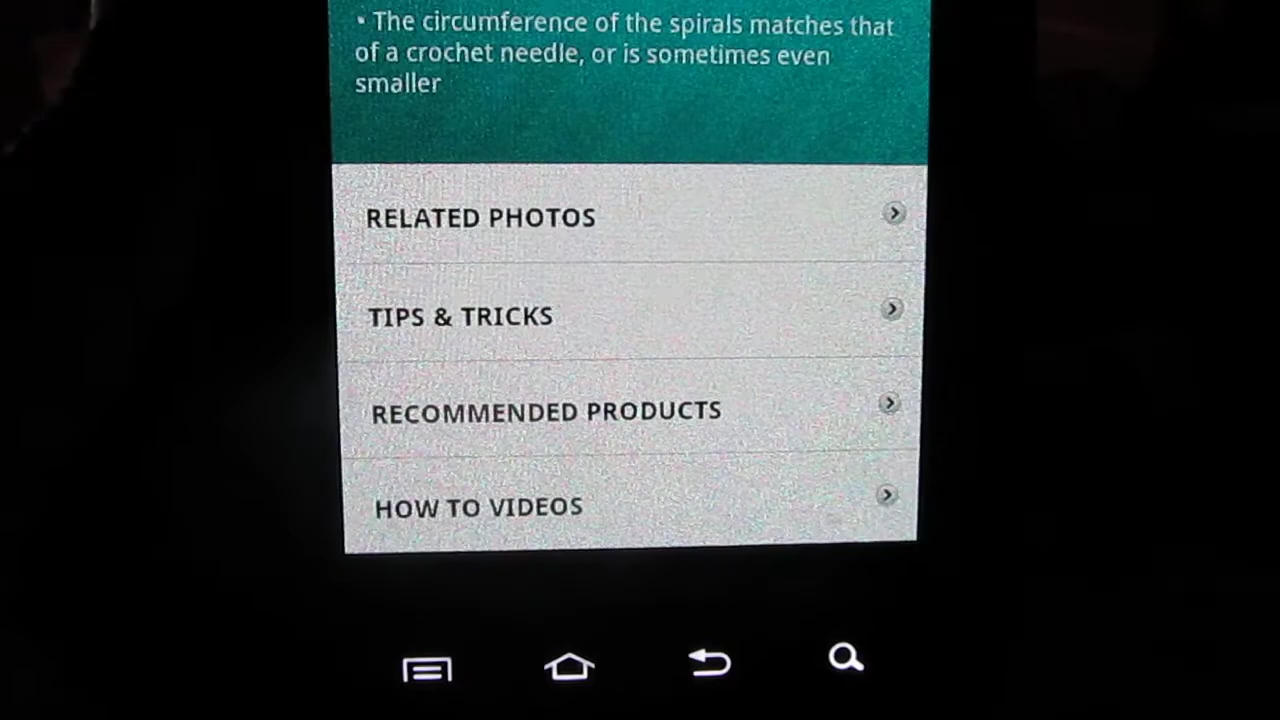 • The circumference of the spirals matches that
of a crochet needle, or is sometimes even
smaller
RELATED PHOTOS
TIPS & TRICKS
RECOMMENDED PRODUCTS
HOW TO VIDEOS